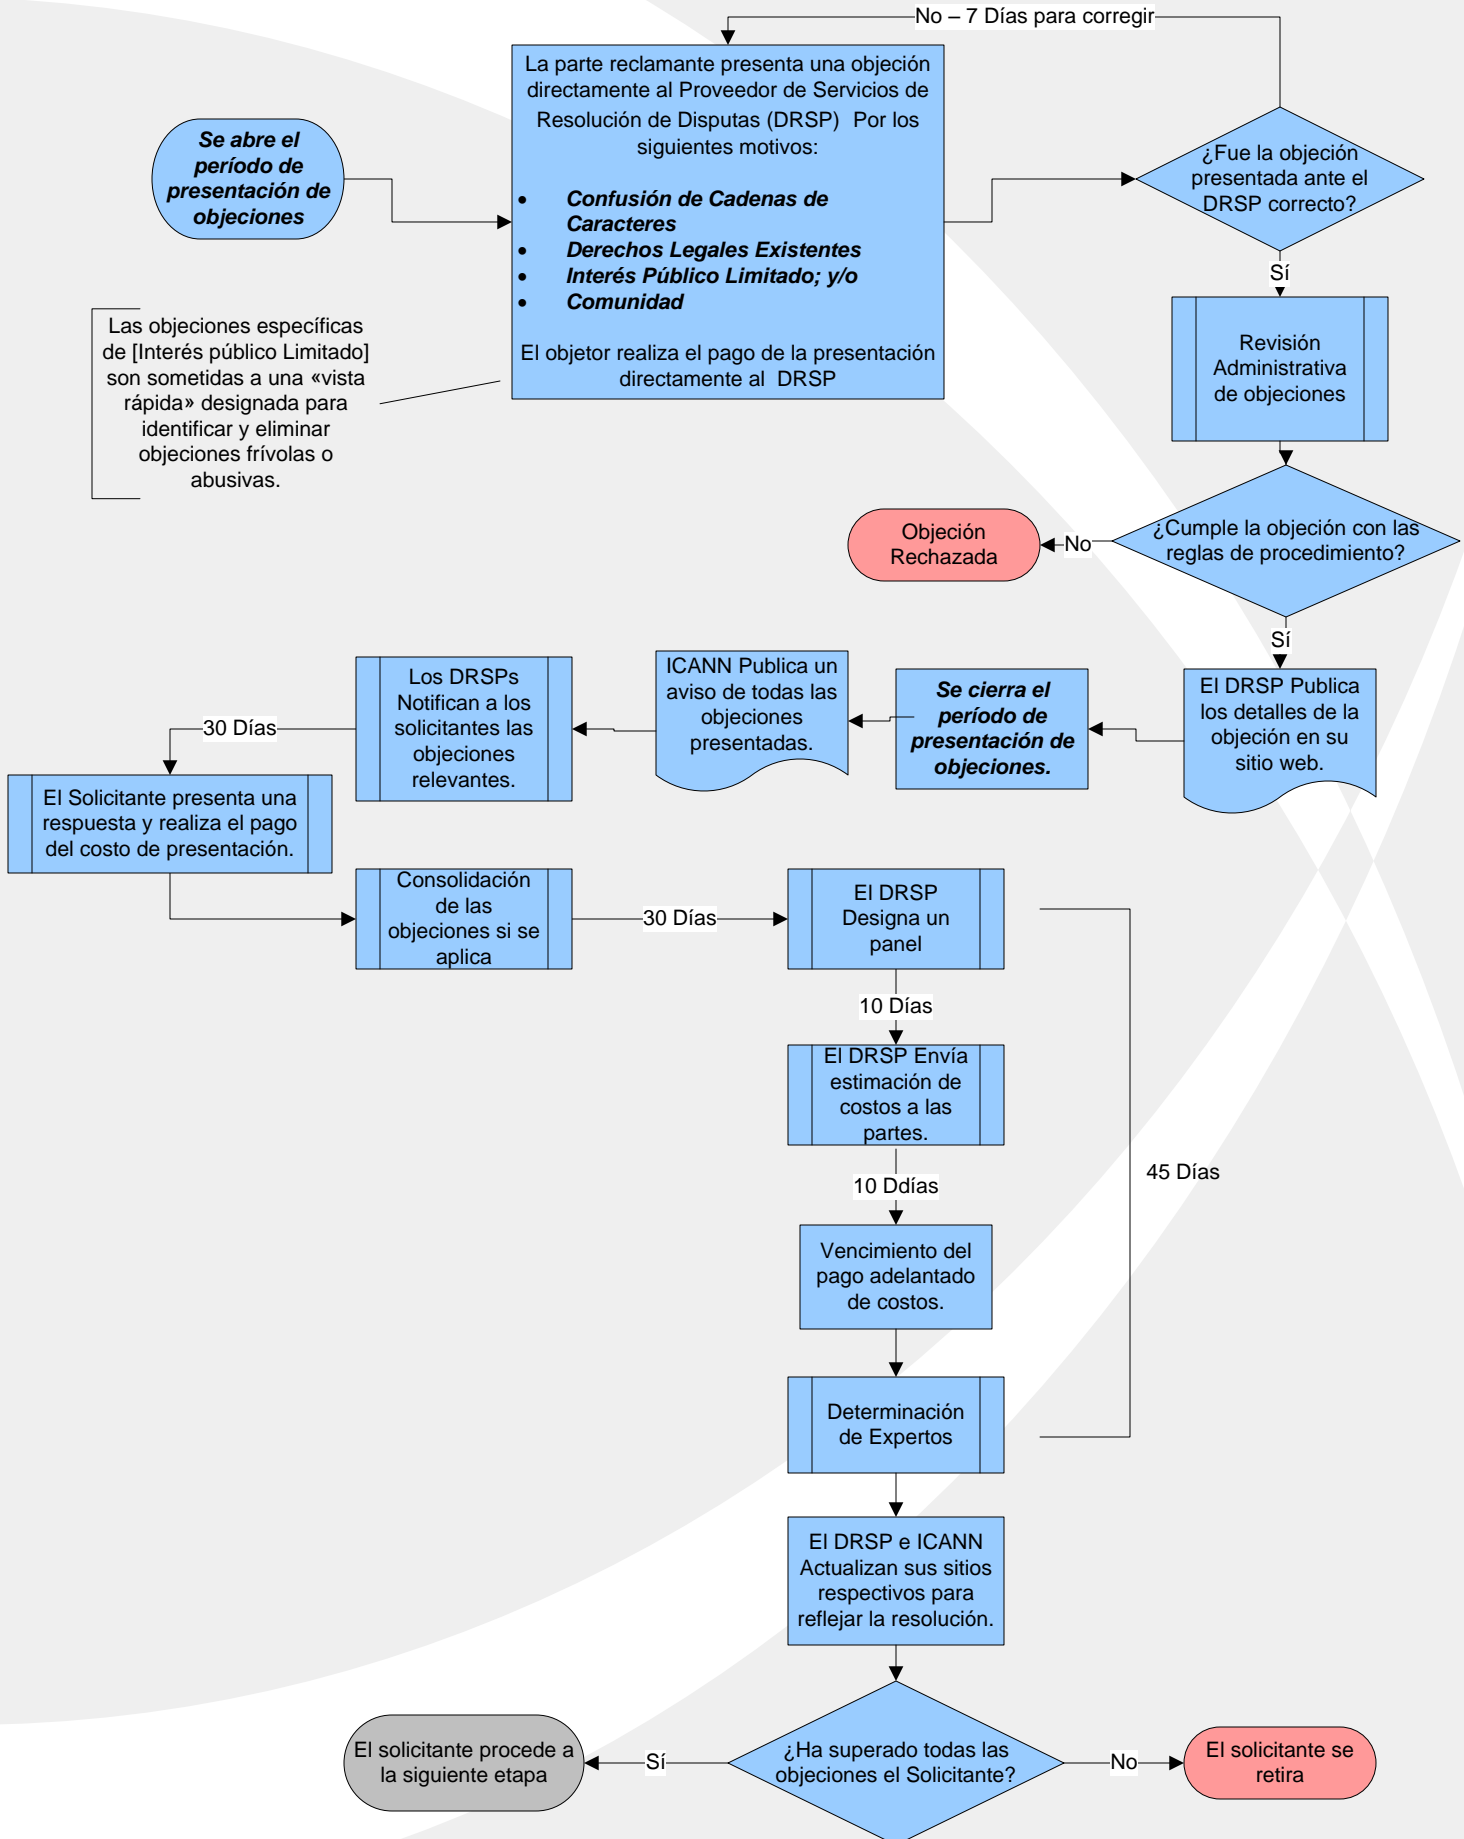 No – 7 Días para corregir
La parte reclamante presenta una objeción
directamente al Proveedor de Servicios de
Resolución de Disputas (DRSP) Por los
siguientes motivos:
• Confusión de Cadenas de
Caracteres
• Derechos Legales Existentes
• Interés Público Limitado; y/o
• Comunidad
El objetor realiza el pago de la presentación
directamente al DRSP
Se abre el
período de
presentación de
objeciones
¿Fue la objeción
presentada ante el
DRSP correcto?
Sí
Las objeciones específicas
de [Interés público Limitado]
son sometidas a una «vista
rápida» designada para
identificar y eliminar
objeciones frívolas o
abusivas.
Revisión
Administrativa
de objeciones
¿Cumple la objeción con las
reglas de procedimiento?
No
Objeción
Rechazada
Sí
El DRSP Publica
los detalles de la
objeción en su
sitio web.
Se cierra el
período de
presentación de
objeciones.
ICANN Publica un
aviso de todas las
objeciones
presentadas.
Los DRSPs
Notifican a los
solicitantes las
objeciones
relevantes.
30 Días
El Solicitante presenta una
respuesta y realiza el pago
del costo de presentación.
Consolidación
de las
objeciones si se
aplica
30 Días
El DRSP
Designa un
panel
10 Días
El DRSP Envía
estimación de
costos a las
partes.
10 Ddías
45 Días
Vencimiento del
pago adelantado
de costos.
Determinación
de Expertos
El DRSP e ICANN
Actualizan sus sitios
respectivos para
reflejar la resolución.
¿Ha superado todas las
objeciones el Solicitante?
Sí
El solicitante procede a
la siguiente etapa
No
El solicitante se
retira